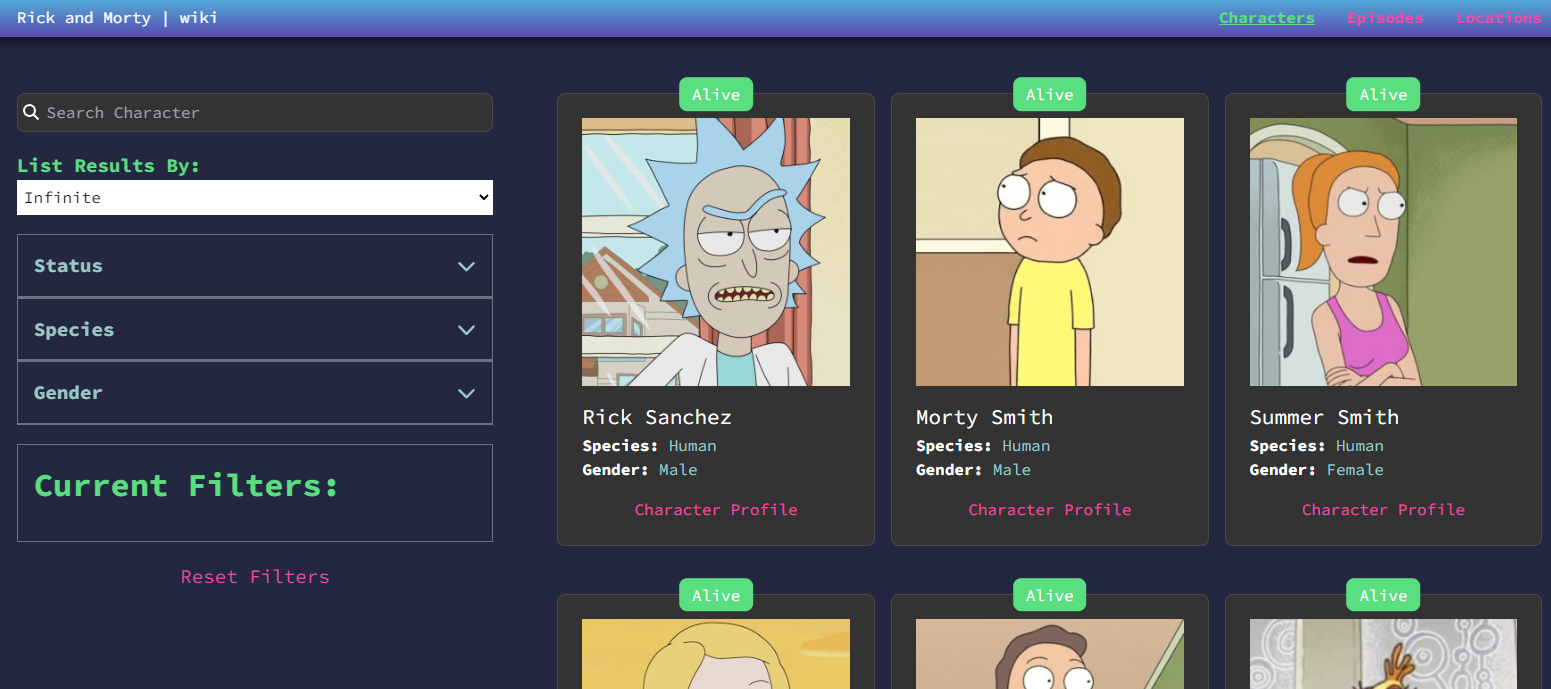 Rick and Morty | wiki
Characters Episodes Locations
Search Character
List Results By:
Infinite
Status
Species
Gender
Current Filters:
Reset Filters
Alive
Rick Sanchez
Species: Human
Gender: Male
Character Profile
Alive
Morty Smith
Species: Human
Gender: Male
Character Profile
Alive
Summer Smith
Species: Human
Gender: Female
Character Profile
Alive
Alive
Alive